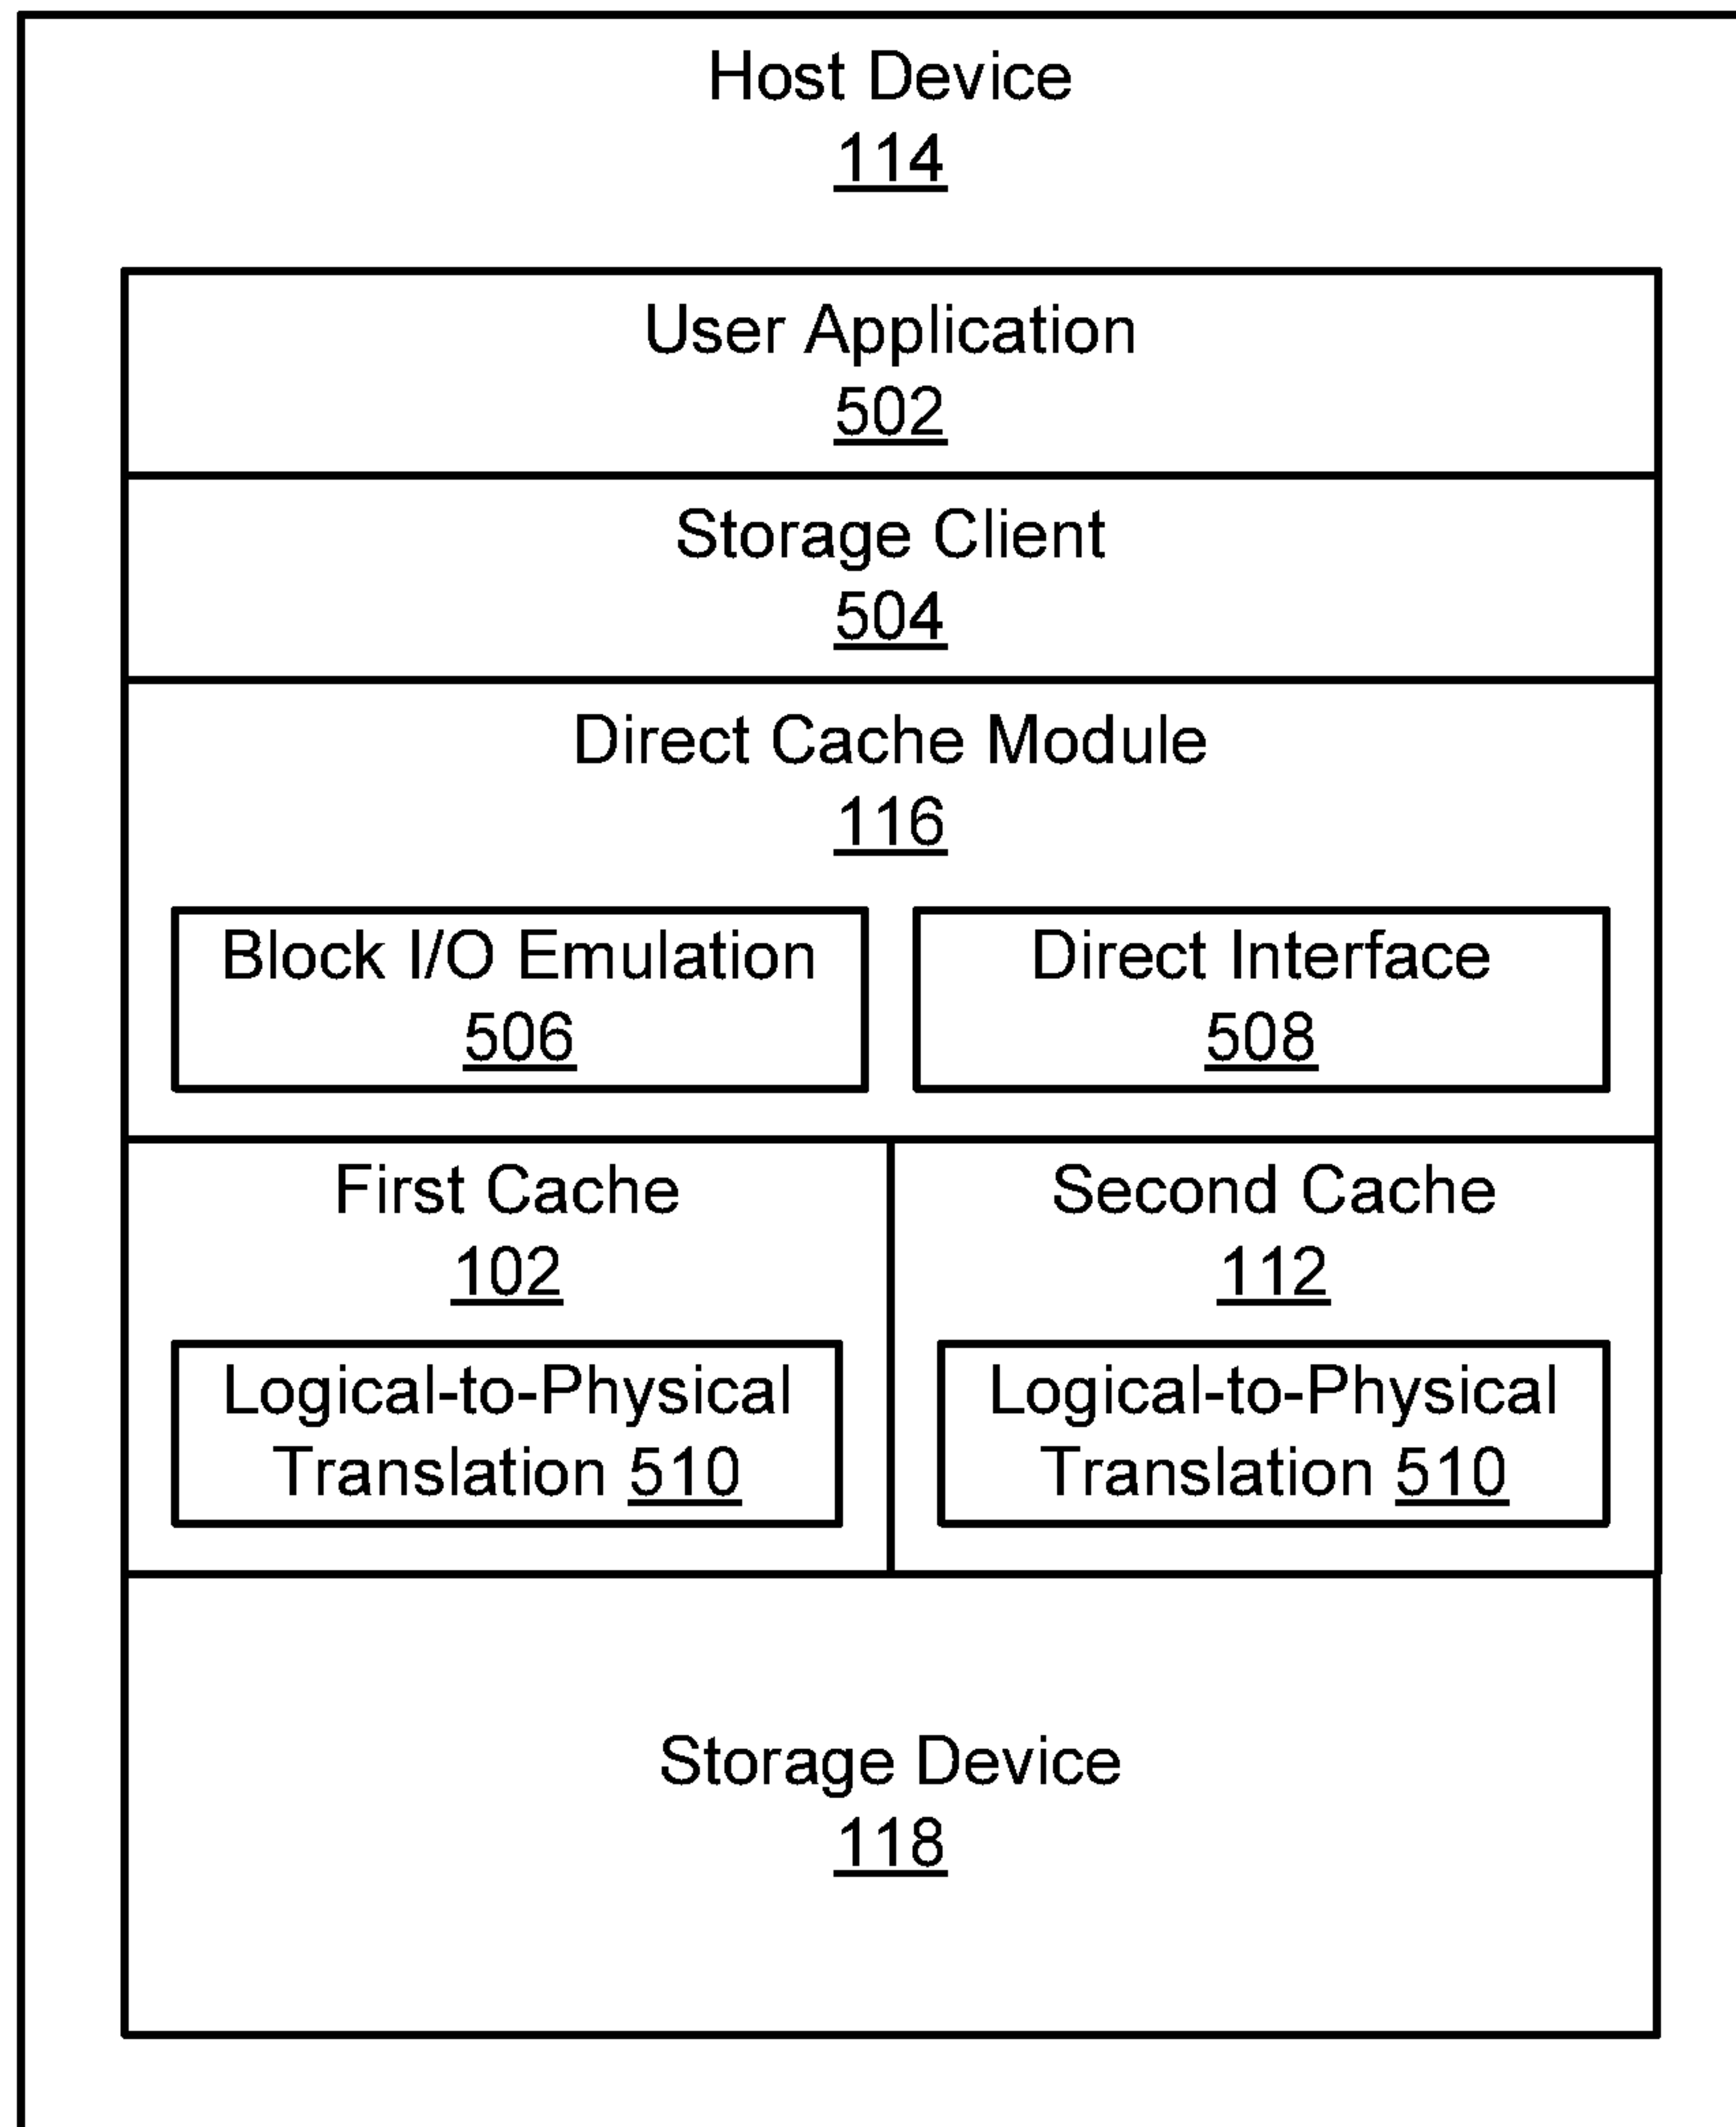 Host Device
114
User Application
502
Storage Client
504
Direct Cache Module
116
Block I/O Emulation
506
Direct Interface
508
First Cache
102
Logical-to-Physical
Translation 510
Second Cache
112
Logical-to-Physical
Translation 510
Storage Device
118